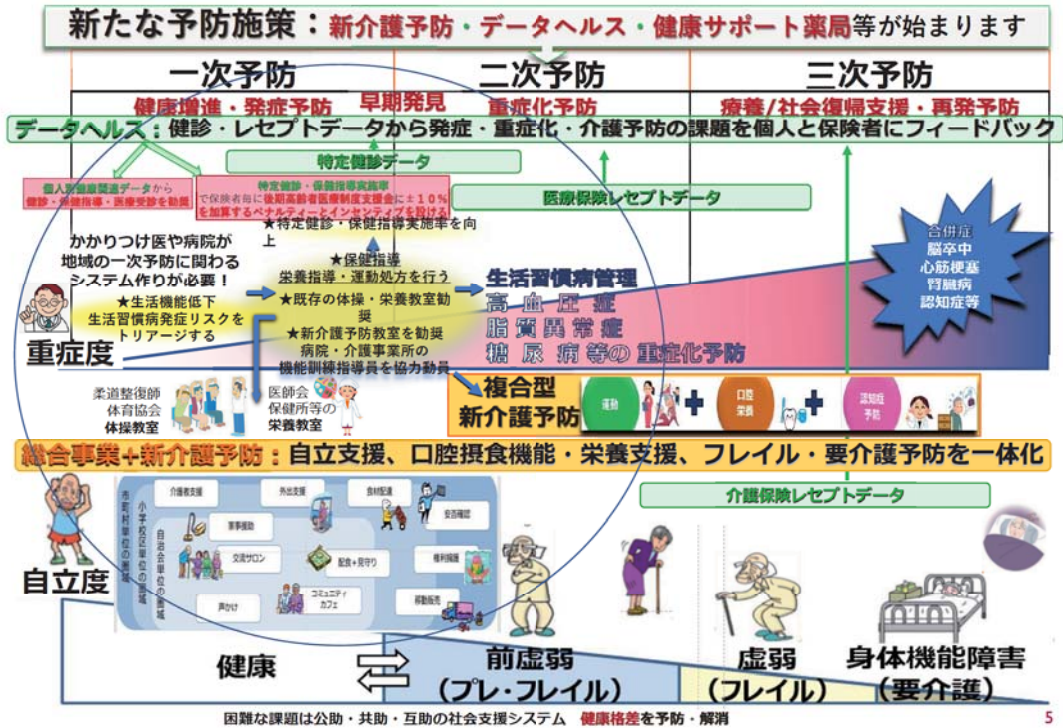 新たな予防施策：新介護予防・データヘルス・健康サポート薬局等が始まります
一次予防
二次予防
三次予防
健康増進・発症予防
早期発見
重症化予防
療養/社会復帰支援・再発予防
データヘルス：健診・レセプトデータから発症・重症化・介護予防の課題を個人と保険者にフィードバック
特定健診データ
医療保険レセプトデータ
個人別健康関連データから
健診・保健指導・医療受診を勧奨
特定健診・保健指導実施率
で保険者毎に後期高齢者医療制度支援金に±10%
を加算するペナルティーとインセンティブを設ける
★特定健診・保健指導実施率を向
上
かかりつけ医や病院が
地域の一次予防に関わる
システム作りが必要！
★生活機能低下
生活習慣病発症リスクを
トリアージする
★保健指導
栄養指導・運動処方を行う
★既存の体操・栄養教室勧
奨
★新介護予防教室を勧奨
病院・介護事業所の
機能訓練指導員を協力動員
生活習慣病管理
高血圧症
脂質異常症
糖尿病等の重症化予防
合併症
脳卒中
心筋梗塞
腎臓病
認知症等
重症度
柔道整復師
体育協会
体操教室
医師会
保健所等の
栄養教室
複合型
新介護予防
運動
口腔
栄養
認知症
予防
総合事業＋新介護予防：自立支援、口腔摂食機能・栄養支援、フレイル・要介護予防を一体化
介護保険レセプトデータ
市町村単位の圏域
小学校区単位の圏域
自治会単位の圏域
介護者支援
外出支援
食材配達
安否確認
家事援助
交流サロン
配食＋見守り
権利擁護
声かけ
コミュニティ
カフェ
移動販売
自立度
健康
前虚弱
（プレ・フレイル）
虚弱
（フレイル）
身体機能障害
（要介護）
困難な課題は公助・共助・互助の社会支援システム 健康格差を予防・解消
5